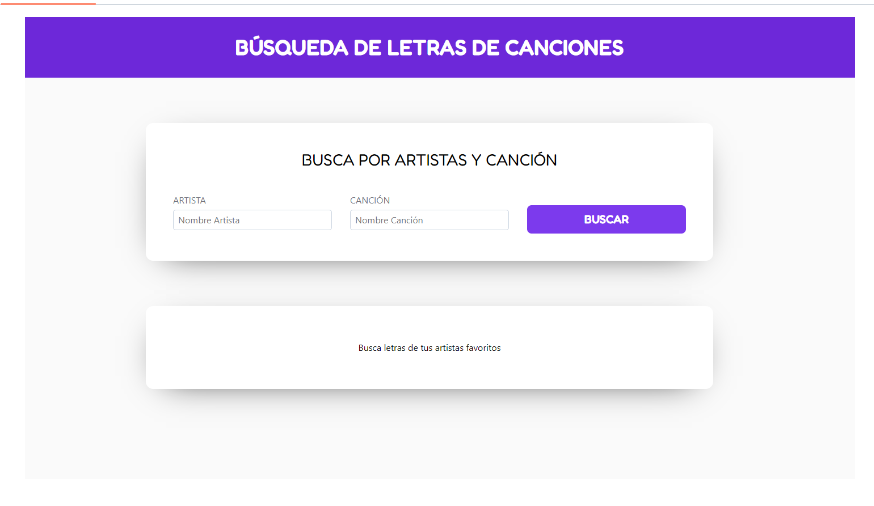 BÚSQUEDA DE LETRAS DE CANCIONES
BUSCA POR ARTISTAS Y CANCIÓN
ARTISTA
CANCIÓN
Nombre Artista
Nombre Canción
BUSCAR
Busca letras de tus artistas favoritos